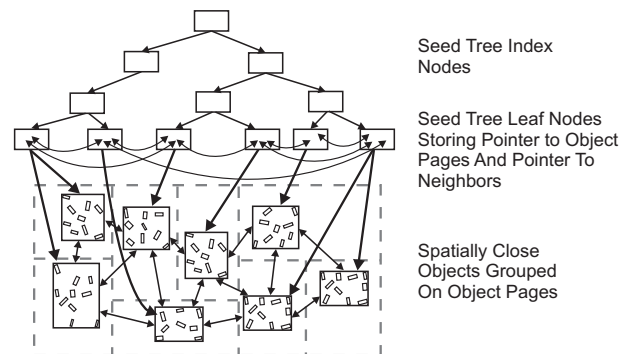 Seed Tree Index
Nodes
Seed Tree Leaf Nodes
Storing Pointer to Object
Pages And Pointer To
Neighbors
Spatially Close
Objects Grouped
On Object Pages